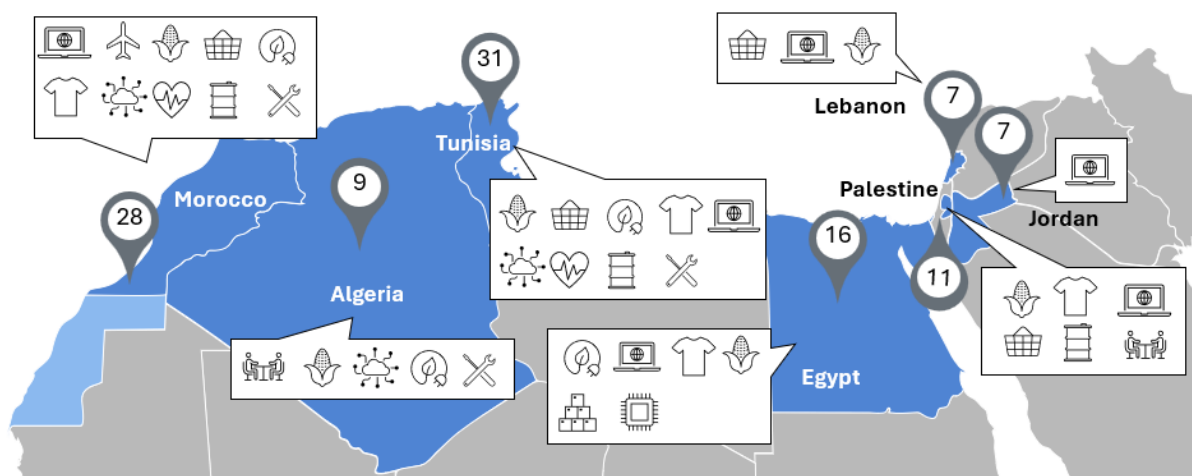 31
7
Lebanon
7
Tunisia
9
Palestine
Morocco
Jordan
28
16
11
Algeria
Egypt